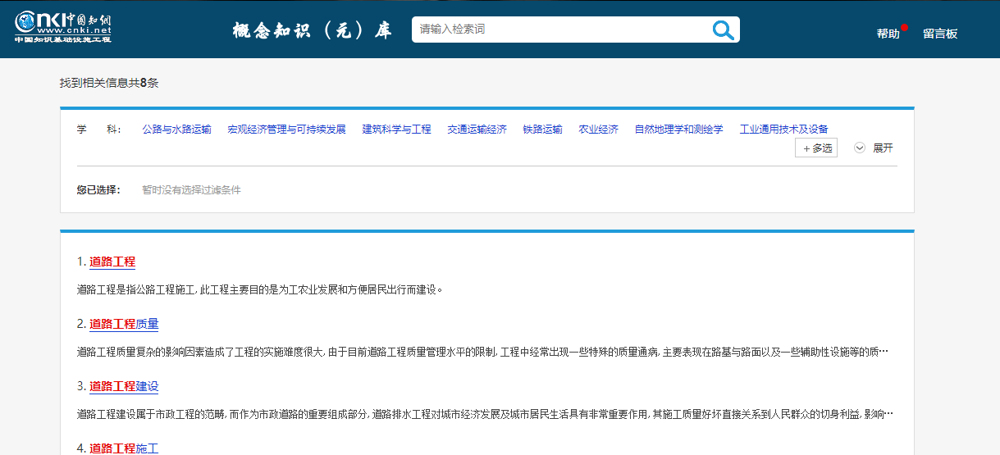 cnki中国知网
www.cnki.net
中国知识基础设施工程
概念知识（元）库
请输入检索词
帮助
留言板
找到相关信息共8条
学 科： 公路与水路运输 宏观经济管理与可持续发展 建筑科学与工程 交通运输经济 铁路运输 农业经济 自然地理学和测绘学 工业通用技术及设备
+ 多选 展开
您已选择： 暂时没有选择过滤条件
1. 道路工程
道路工程是指公路工程施工, 此工程主要目的是为工农业发展和方便居民出行而建设。
2. 道路工程质量
道路工程质量复杂的影响因素造成了工程的实施难度很大, 由于目前道路工程质量管理水平的限制, 工程中经常出现一些特殊的质量通病, 主要表现在路基与路面以及一些辅助性设施等的质…
3. 道路工程建设
道路工程建设属于市政工程的范畴, 而作为市政道路的重要组成部分, 道路排水工程对城市经济发展及城市居民生活具有非常重要作用, 其施工质量好坏直接关系到人民群众的切身利益, 影响…
4. 道路工程施工